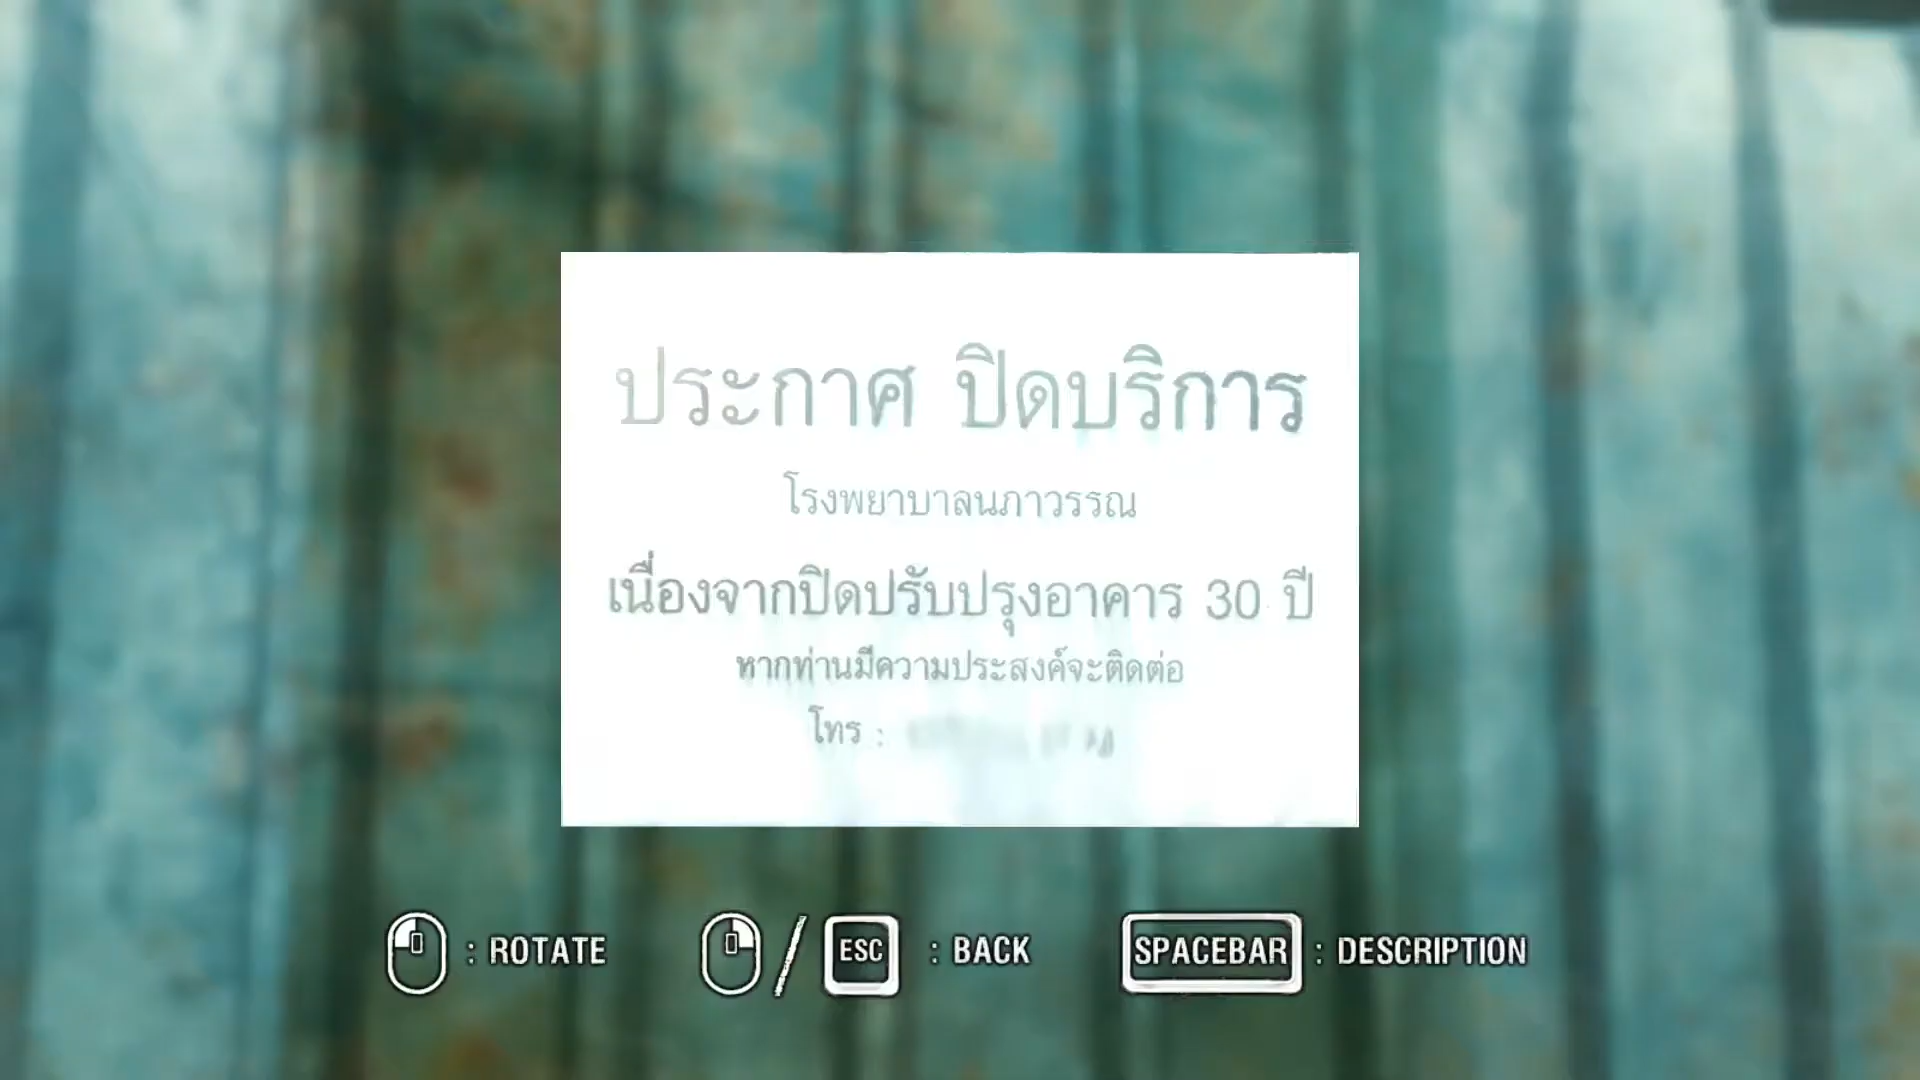 ประกาศ ปิดบริการ
โรงพยาบาลนภาวรรณ
เนื่องจากปิดปรับปรุงอาคาร 30 ปี
หากท่านมีความประสงค์จะติดต่อ
โทร :
: ROTATE
/ ESC : BACK
SPACEBAR : DESCRIPTION